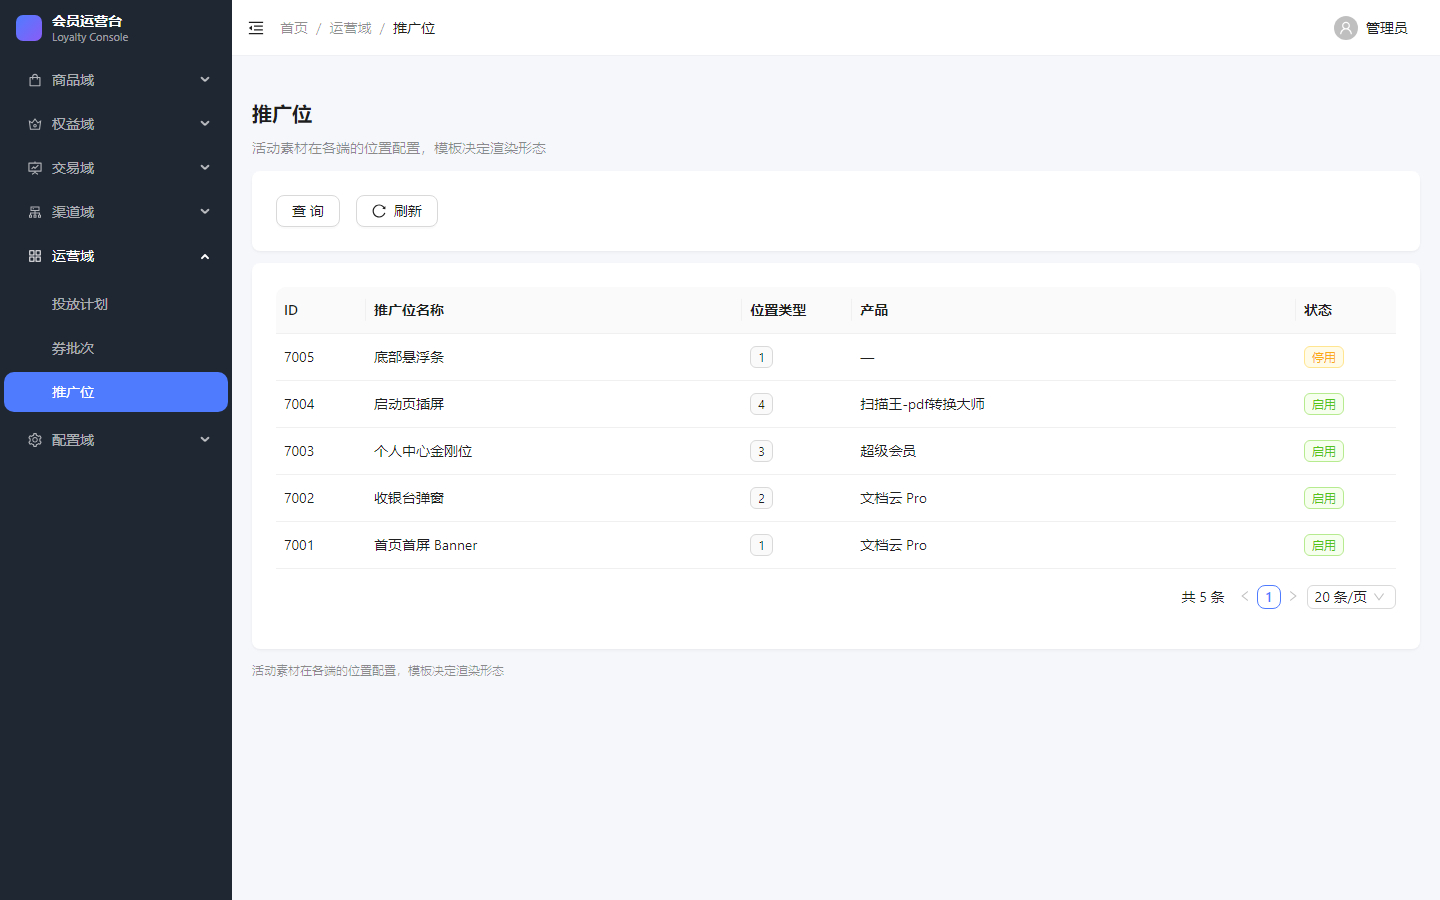 会员运营台
Loyalty Console
商品域
权益域
交易域
渠道域
运营域
投放计划
券批次
推广位
配置域
首页 / 运营域 / 推广位
管理员
推广位
活动素材在各端的位置配置，模板决定渲染形态
查 询
刷新
ID 推广位名称 位置类型 产品 状态
7005 底部悬浮条 1 — 停用
7004 启动页插屏 4 扫描王-pdf转换大师 启用
7003 个人中心金刚位 3 超级会员 启用
7002 收银台弹窗 2 文档云 Pro 启用
7001 首页首屏 Banner 1 文档云 Pro 启用
共 5 条 1 20 条/页
活动素材在各端的位置配置，模板决定渲染形态